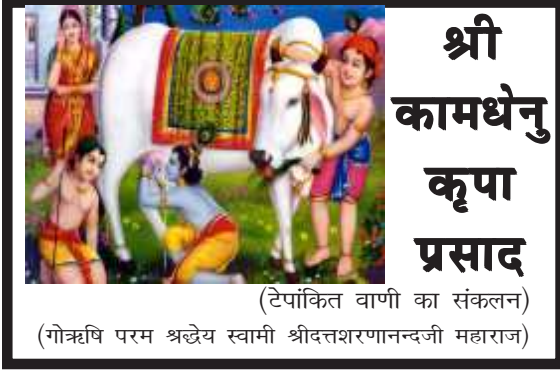 श्री
कामधेनु
कृपा
प्रसाद
(टेपांकित वाणी का संकलन)
(गोऋषि परम श्रद्धेय स्वामी श्रीदत्तशरणानन्दजी महाराज)